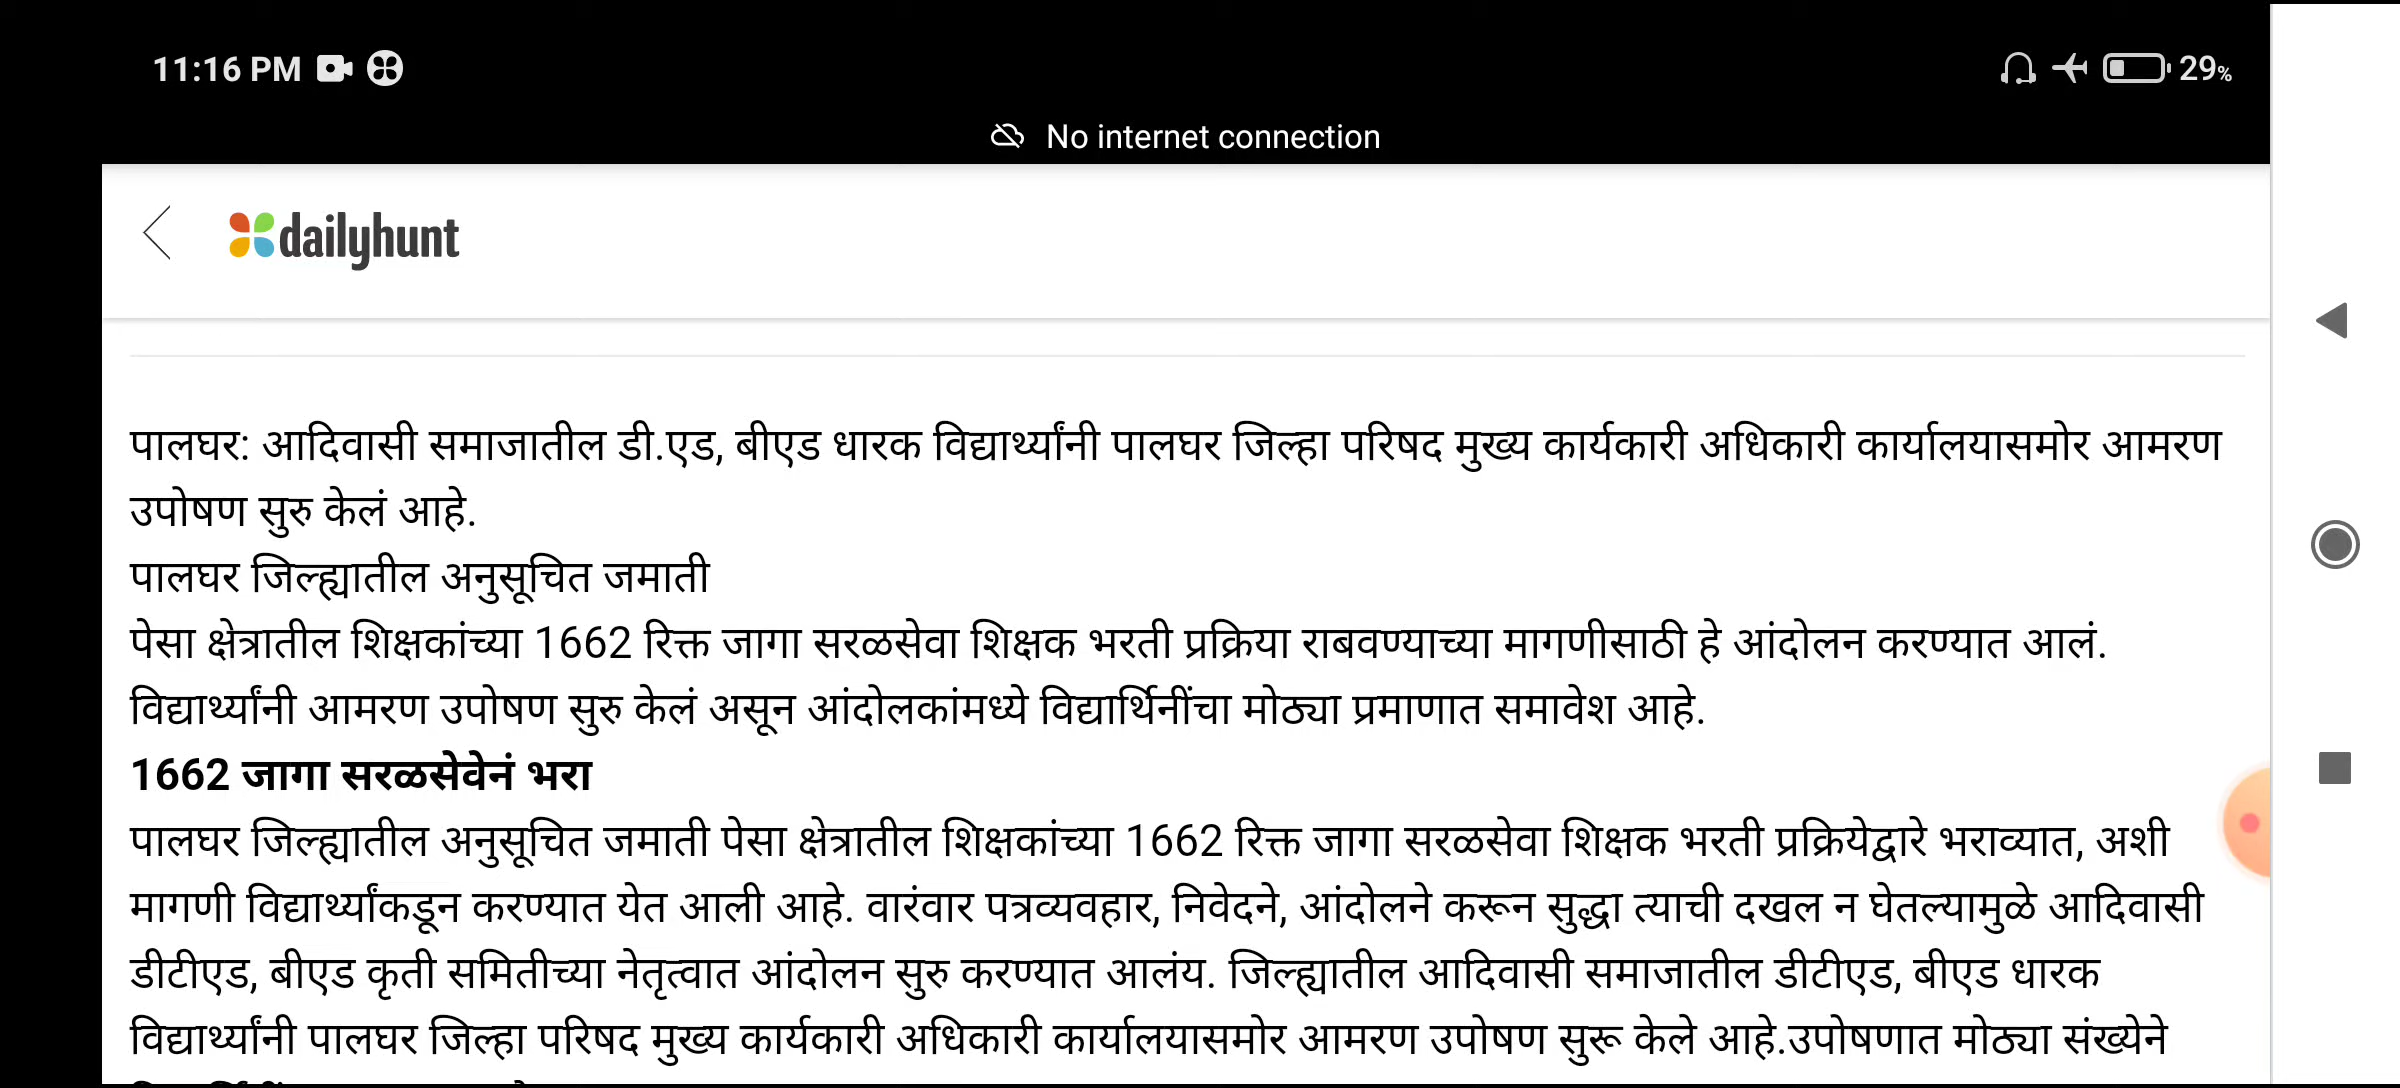 11:16 PM
29%
No internet connection
dailyhunt
पालघर: आदिवासी समाजातील डी.एड, बीएड धारक विद्यार्थ्यांनी पालघर जिल्हा परिषद मुख्य कार्यकारी अधिकारी कार्यालयासमोर आमरण
उपोषण सुरु केलं आहे.
पालघर जिल्ह्यातील अनुसूचित जमाती
पेसा क्षेत्रातील शिक्षकांच्या 1662 रिक्त जागा सरळसेवा शिक्षक भरती प्रक्रिया राबवण्याच्या मागणीसाठी हे आंदोलन करण्यात आलं.
विद्यार्थ्यांनी आमरण उपोषण सुरु केलं असून आंदोलकांमध्ये विद्यार्थिनींचा मोठ्या प्रमाणात समावेश आहे.
1662 जागा सरळसेवेनं भरा
पालघर जिल्ह्यातील अनुसूचित जमाती पेसा क्षेत्रातील शिक्षकांच्या 1662 रिक्त जागा सरळसेवा शिक्षक भरती प्रक्रियेद्वारे भराव्यात, अशी
मागणी विद्यार्थ्यांकडून करण्यात येत आली आहे. वारंवार पत्रव्यवहार, निवेदने, आंदोलने करून सुद्धा त्याची दखल न घेतल्यामुळे आदिवासी
डीटीएड, बीएड कृती समितीच्या नेतृत्वात आंदोलन सुरु करण्यात आलंय. जिल्ह्यातील आदिवासी समाजातील डीटीएड, बीएड धारक
विद्यार्थ्यांनी पालघर जिल्हा परिषद मुख्य कार्यकारी अधिकारी कार्यालयासमोर आमरण उपोषण सुरू केले आहे.उपोषणात मोठ्या संख्येने